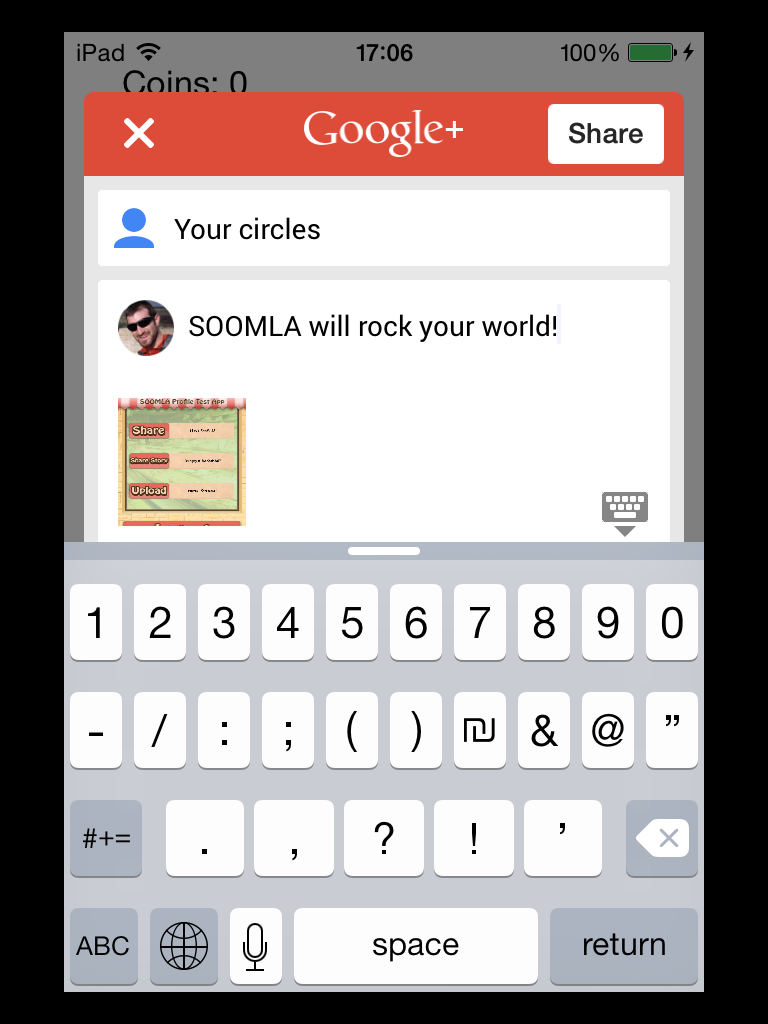 iPad 17:06 100%
Coins: 0
Google+ Share
Your circles
SOOMLA will rock your world!
SOOMLA Profile Test App
Share
Share Story
Upload
1 2 3 4 5 6 7 8 9 0
- / : ; ( ) ₪ & @ ”
#+= . , ? ! ’
ABC space return